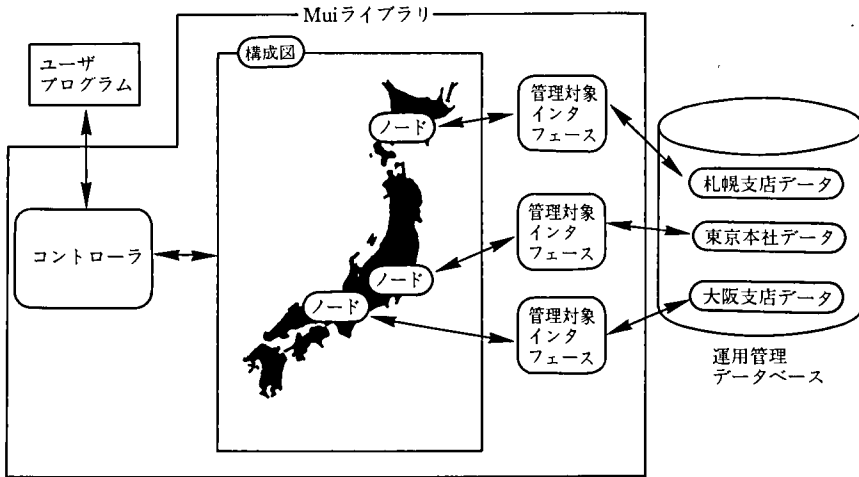 Muiライブラリ
ユーザ
プログラム
構成図
ノード
管理対象
インタ
フェース
コントローラ
ノード
管理対象
インタ
フェース
ノード
管理対象
インタ
フェース
札幌支店データ
東京本社データ
大阪支店データ
運用管理
データベース